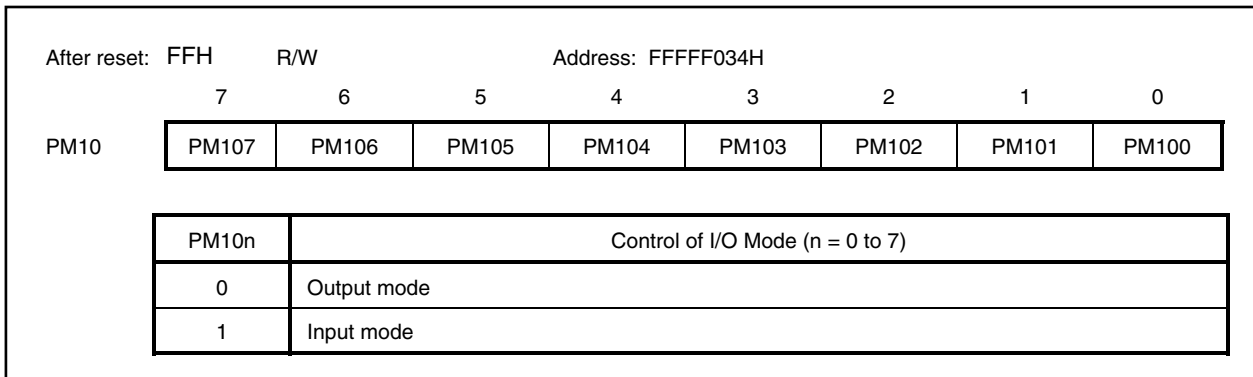 After reset: FFH R/W Address: FFFFF034H
7 6 5 4 3 2 1 0
PM10 PM107 PM106 PM105 PM104 PM103 PM102 PM101 PM100
PM10n Control of I/O Mode (n = 0 to 7)
0 Output mode
1 Input mode